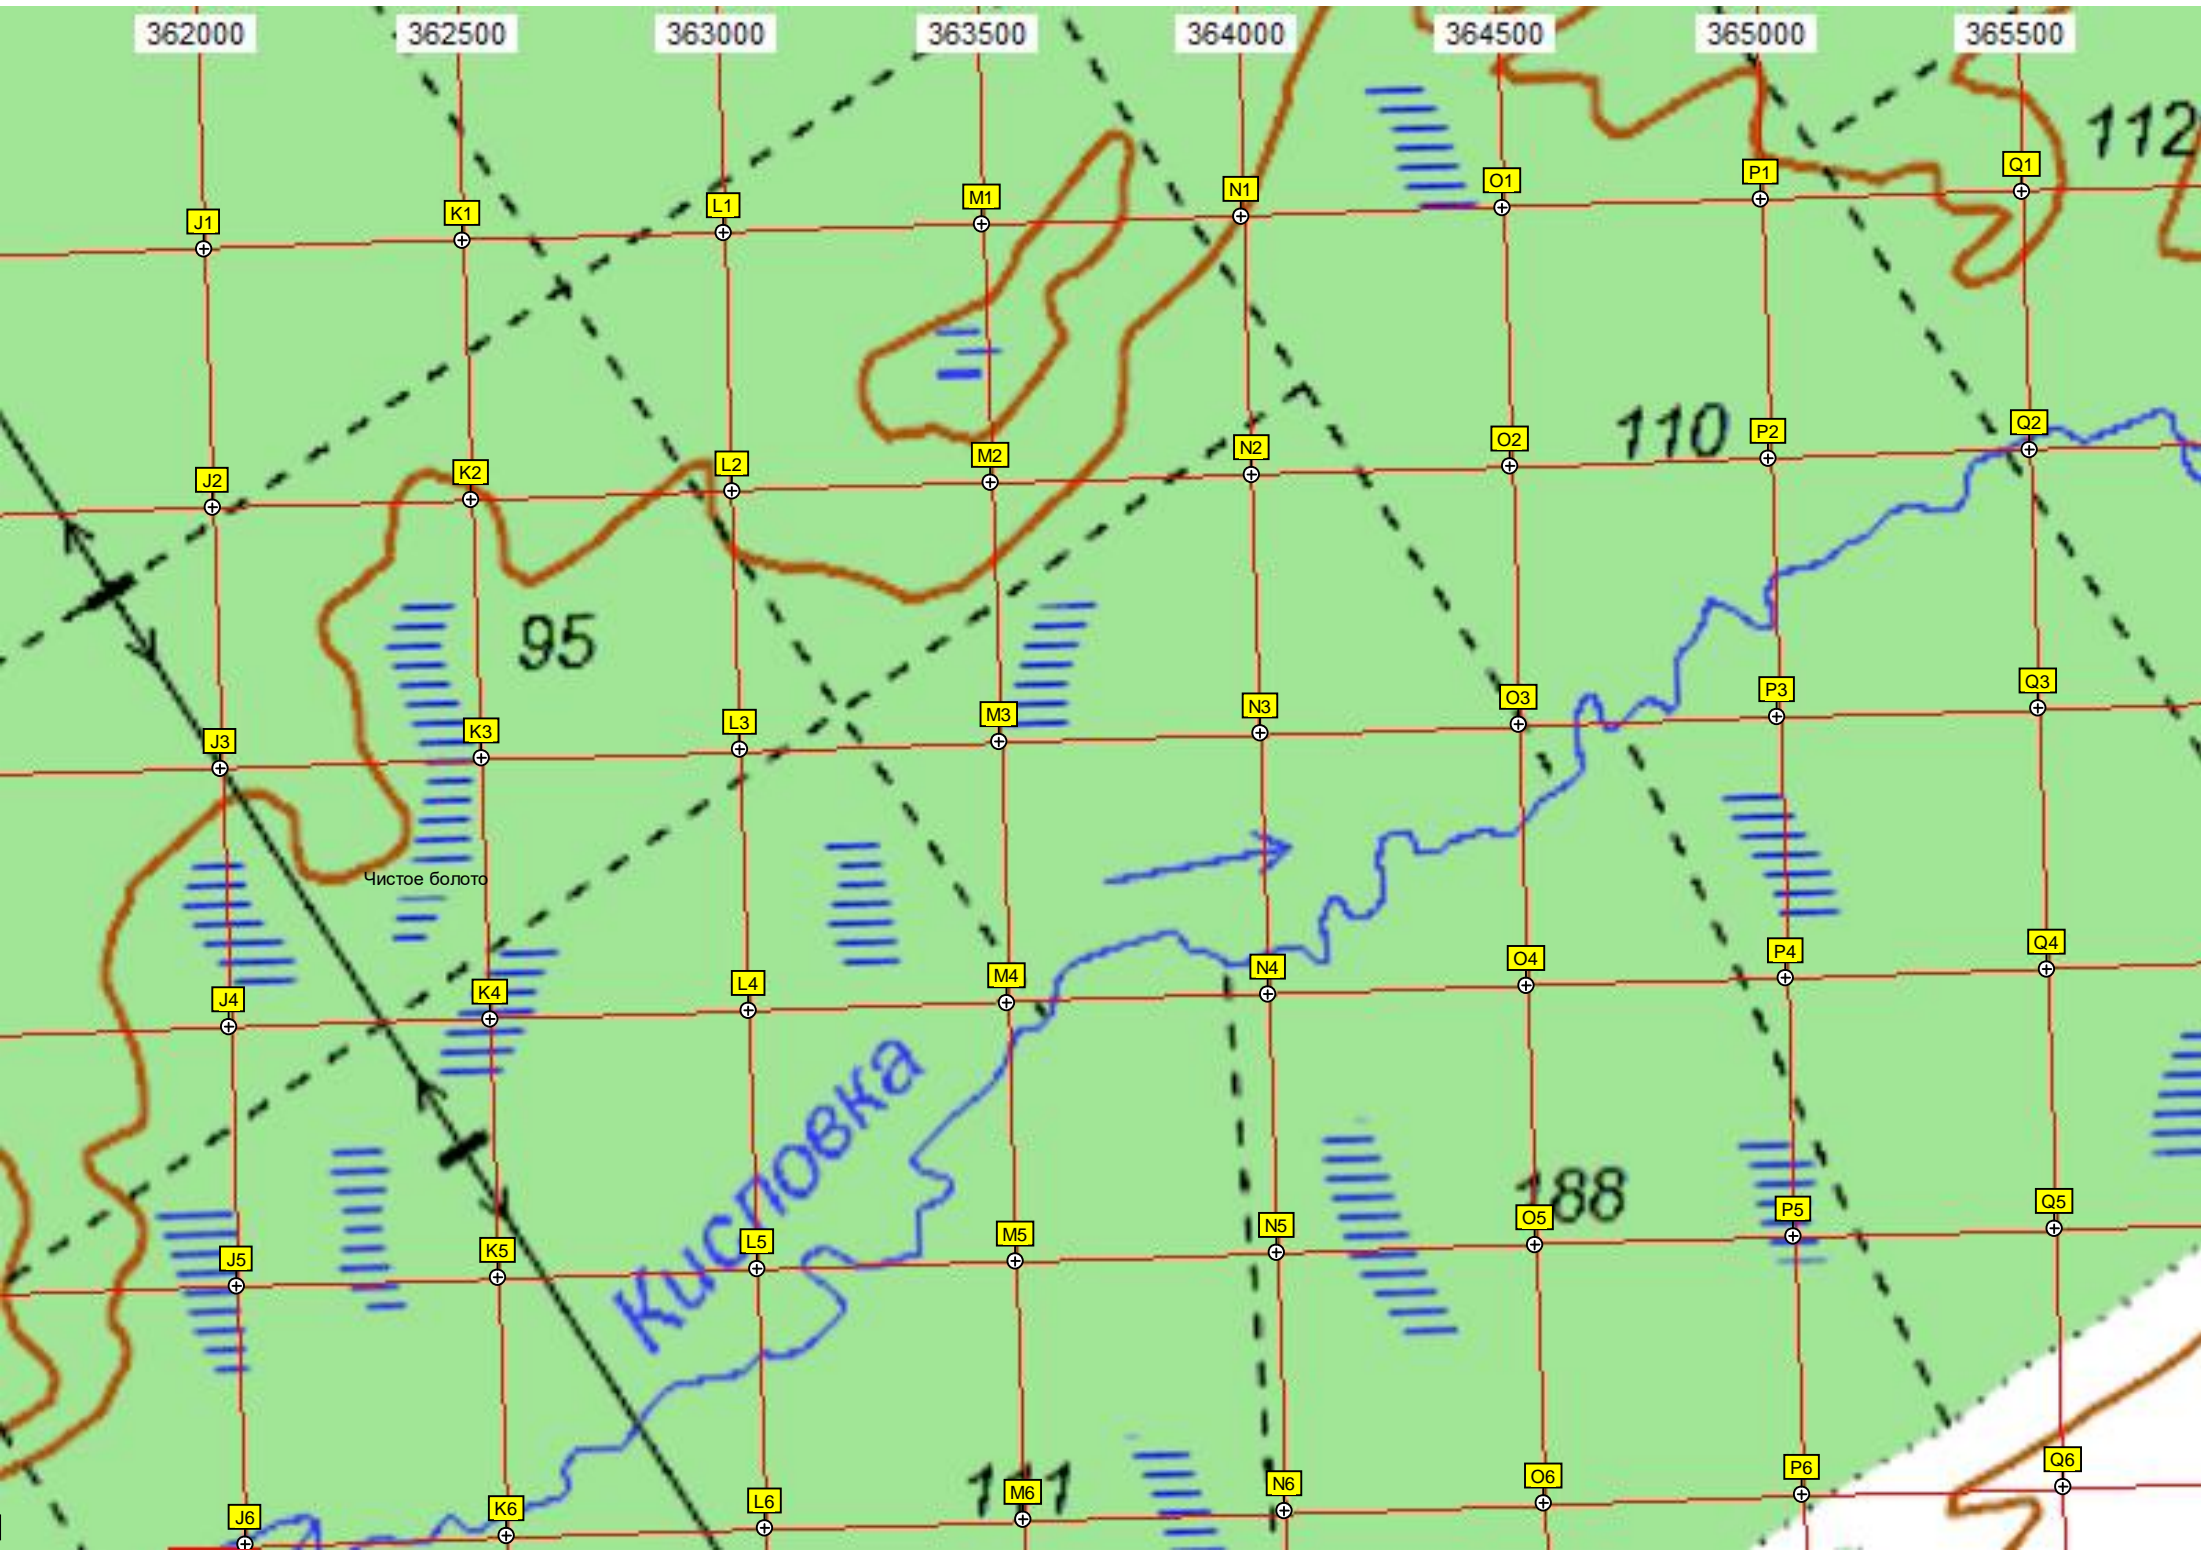 362000 362500 363000 363500 364000 364500 365000 365500
112
J1 K1 L1 M1 N1 O1 P1 Q1
110
J2 K2 L2 M2 N2 O2 P2 Q2
95
J3 K3 L3 M3 N3 O3 P3 Q3
Чистое болото
J4 K4 L4 M4 N4 O4 P4 Q4
Кисловка
188
J5 K5 L5 M5 N5 O5 P5 Q5
111
J6 K6 L6 M6 N6 O6 P6 Q6